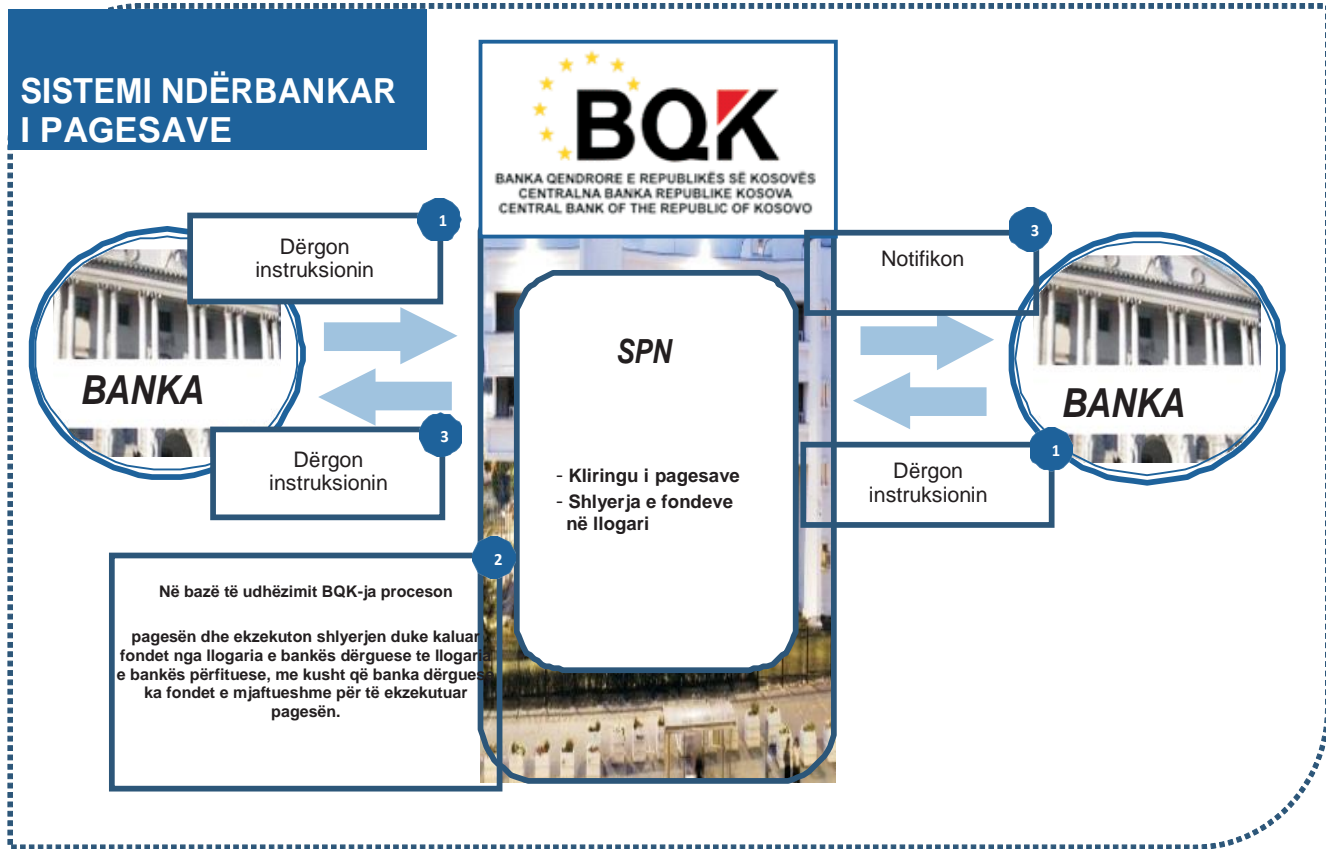 SISTEMI NDËRBANKAR
I PAGESAVE
BQK
BANKA QENDRORE E REPUBLIKËS SË KOSOVËS
CENTRALNA BANKA REPUBLIKE KOSOVA
CENTRAL BANK OF THE REPUBLIC OF KOSOVO
1
Dërgon
instruksionin
BANKA
3
Dërgon
instruksionin
SPN
- Kliringu i pagesave
- Shlyerja e fondeve
në llogari
3
Notifikon
BANKA
1
Dërgon
instruksionin
2
Në bazë të udhëzimit BQK-ja proceson
pagesën dhe ekzekuton shlyerjen duke kaluar
fondet nga llogaria e bankës dërguese te llogaria
e bankës përfituese, me kusht që banka dërguese
ka fondet e mjaftueshme për të ekzekutuar
pagesën.